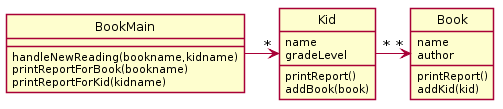 BookMain
handleNewReading(bookname,kidname)
printReportForBook(bookname)
printReportForKid(kidname)
*
Kid
name
gradeLevel
printReport()
addBook(book)
* *
Book
name
author
printReport()
addKid(kid)